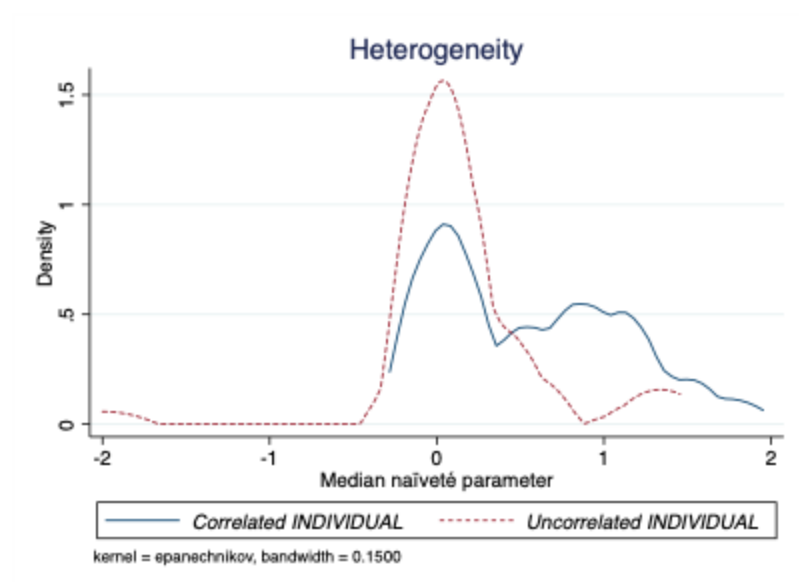 Heterogeneity
1.5
1
.5
0
Density
-2 -1 0 1 2
Median naïveté parameter
Correlated INDIVIDUAL Uncorrelated INDIVIDUAL
kernel = epanechnikov, bandwidth = 0.1500